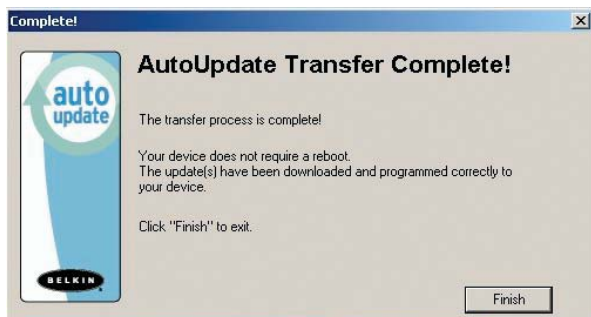 Complete!
AutoUpdate Transfer Complete!
auto
update
The transfer process is complete!
Your device does not require a reboot.
The update(s) have been downloaded and programmed correctly to
your device.
Click "Finish" to exit.
BELKIN
Finish